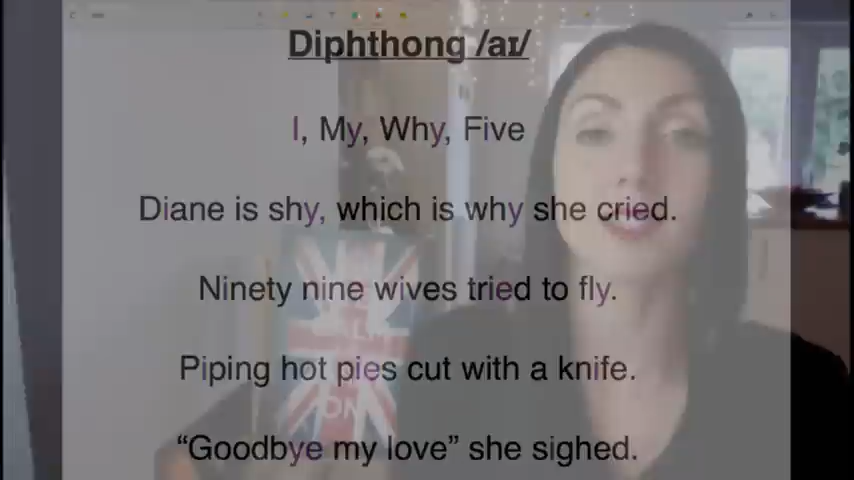 Diphthong /aɪ/
I, My, Why, Five
Diane is shy, which is why she cried.
Ninety nine wives tried to fly.
Piping hot pies cut with a knife.
“Goodbye my love” she sighed.
ON